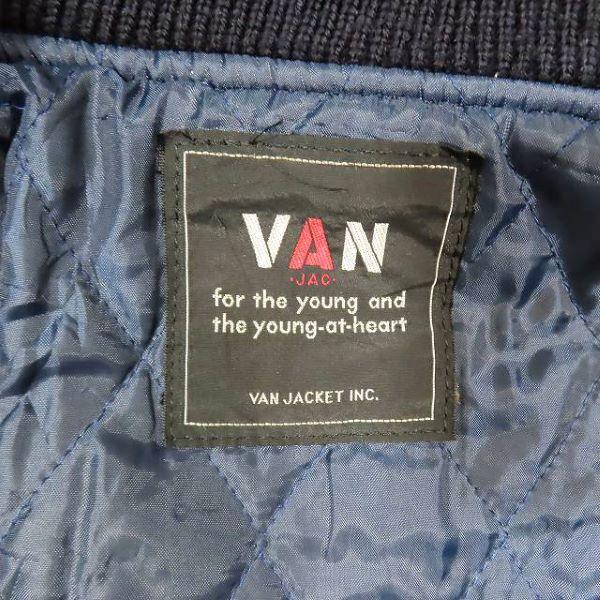 VAN
·JAC·
for the young and
the young-at-heart
VAN JACKET INC.